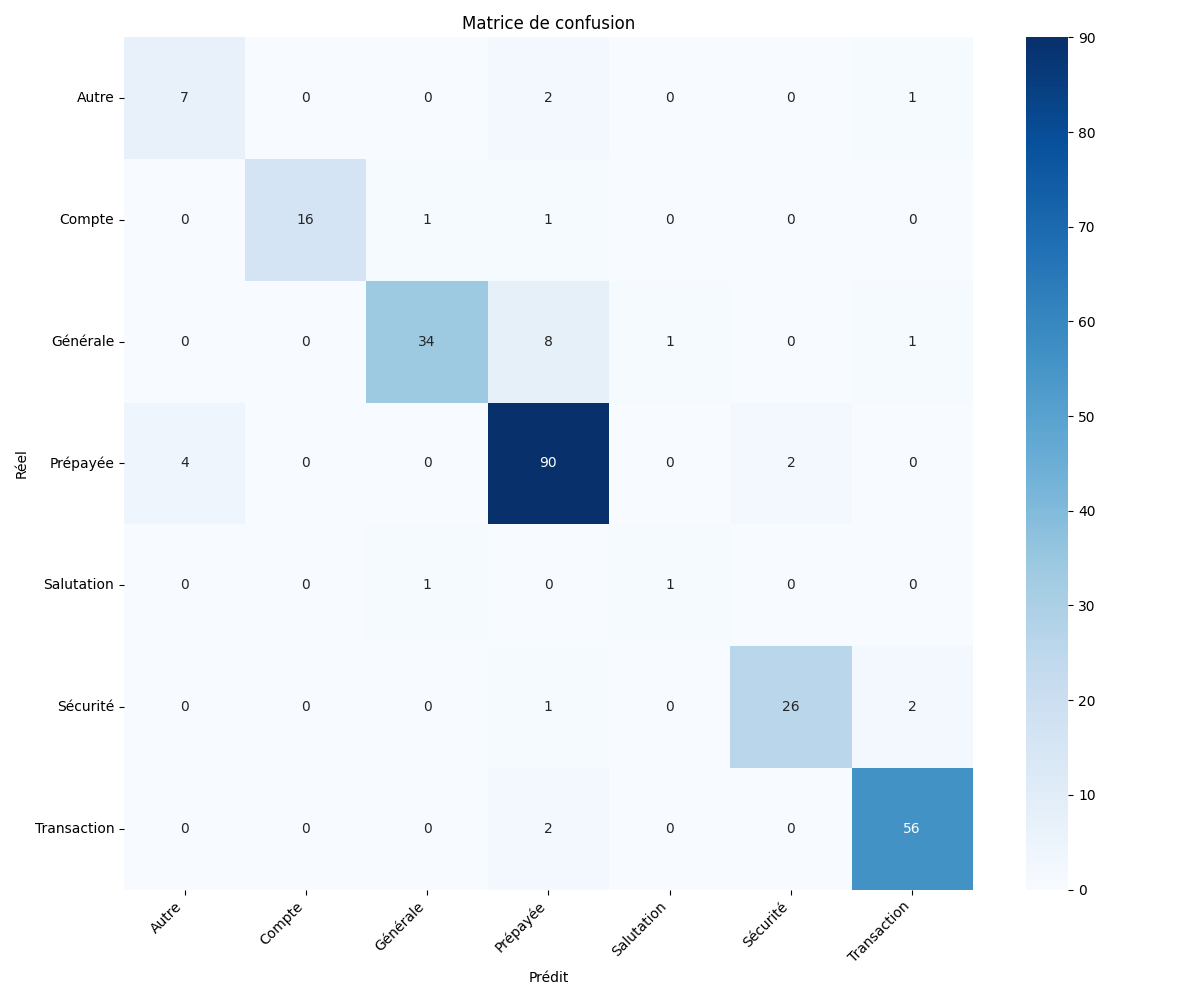 Matrice de confusion
Réel
Autre 7 0 0 2 0 0 1
Compte 0 16 1 1 0 0 0
Générale 0 0 34 8 1 0 1
Prépayée 4 0 0 90 0 2 0
Salutation 0 0 1 0 1 0 0
Sécurité 0 0 0 1 0 26 2
Transaction 0 0 0 2 0 0 56
Autre Compte Générale Prépayée Salutation Sécurité Transaction
Prédit
90
80
70
60
50
40
30
20
10
0